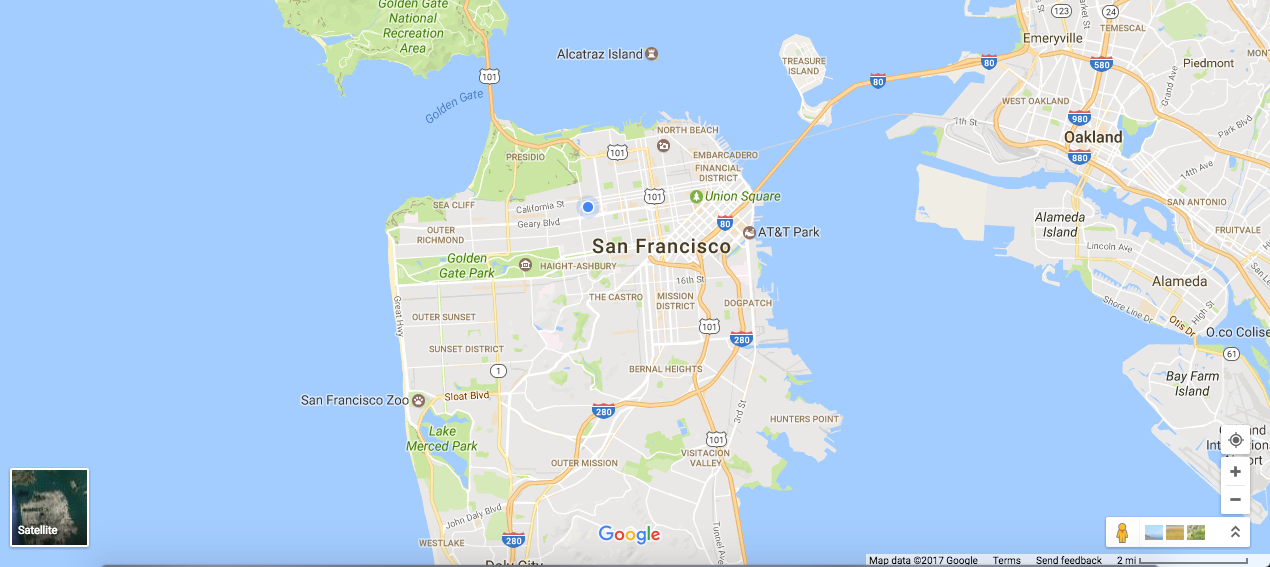 Golden Gate
National
Recreation
Area
123
24
TEMESCAL
Emeryville
Alcatraz Island
101
80
80
580
Piedmont
TREASURE
ISLAND
Grand Ave
Golden Gate
WEST OAKLAND
980
7th St
Park Blvd
Oakland
880
NORTH BEACH
101
PRESIDIO
EMBARCADERO
FINANCIAL
DISTRICT
14th Ave
101
Union Square
SAN ANTONIO
SEA CLIFF
California St
Geary Blvd
80
Alameda
Island
OUTER
RICHMOND
San Francisco
AT&T Park
FRUITVALE
Lincoln Ave
Golden
Gate Park
HAIGHT-ASHBURY
16th St
Alameda
Great Hwy
THE CASTRO
MISSION
DISTRICT
DOGPATCH
Shore Line Dr
High St
Otis Dr
OUTER SUNSET
101
280
O.co Colise
SUNSET DISTRICT
61
1
BERNAL HEIGHTS
Bay Farm
Island
San Francisco Zoo
Sloat Blvd
280
3rd St
HUNTERS POINT
Lake
Merced Park
101
VISITACION
VALLEY
OUTER MISSION
Satellite
John Daly Blvd
Tunnel Ave
Google
WESTLAKE
280
Daly City
Map data ©2017 Google
Terms
Send feedback
2 mi